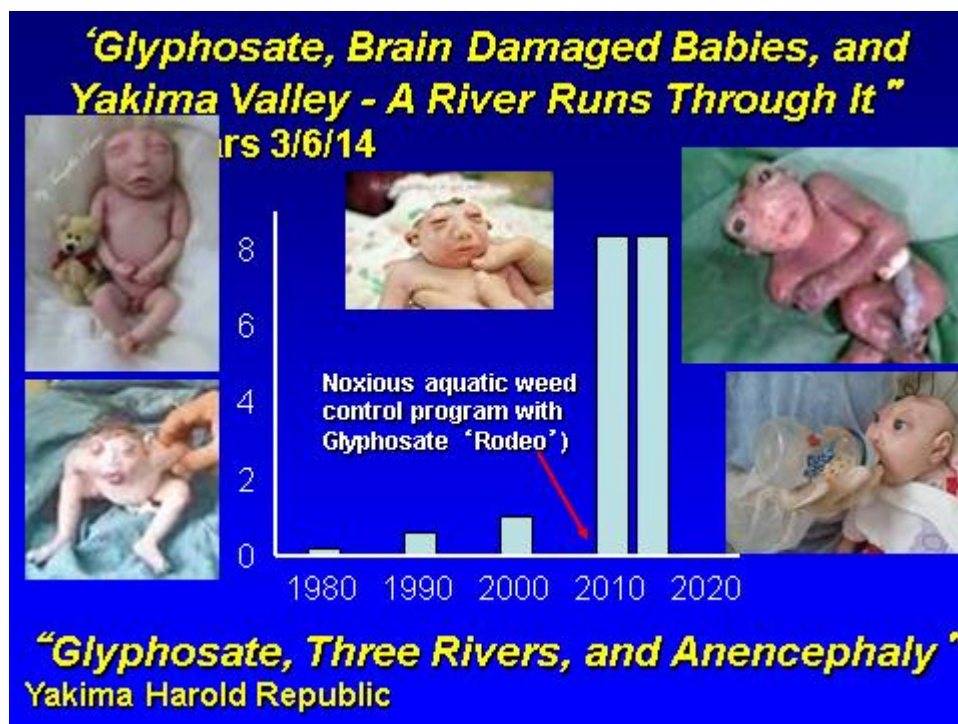 ‘Glyphosate, Brain Damaged Babies, and
Yakima Valley - A River Runs Through It”
ars 3/6/14
8
6
4
2
0
Noxious aquatic weed
control program with
Glyphosate ‘Rodeo’)
1980 1990 2000 2010 2020
“Glyphosate, Three Rivers, and Anencephaly”
Yakima Harold Republic